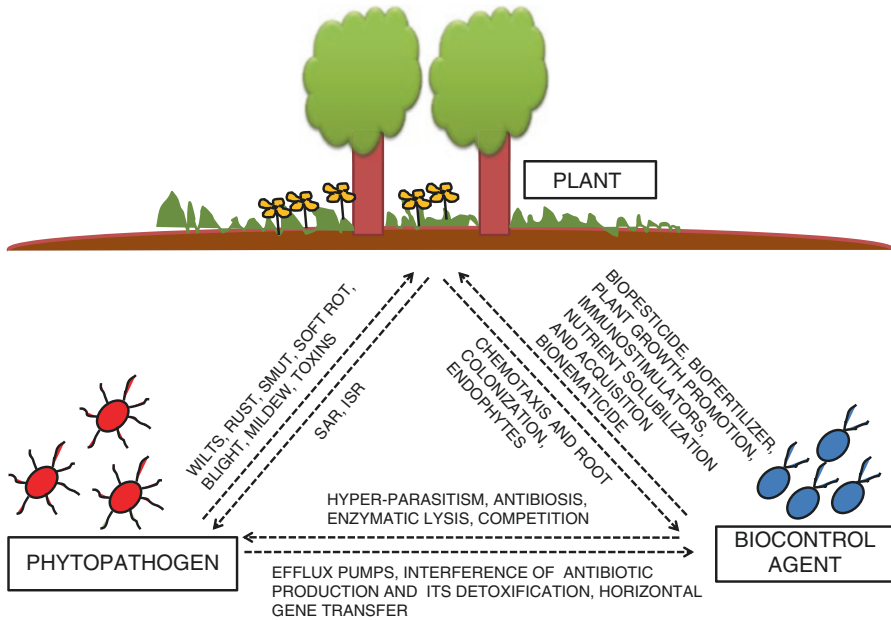 PLANT
WILTS, RUST, SMUT, SOFT ROT,
BLIGHT, MILDEW, TOXINS
SAR, ISR
BIOPESTICIDE, BIOFERTILIZER,
PLANT GROWTH PROMOTION,
IMMUNOSTIMULATORS,
NUTRIENT SOLUBILIZATION
AND ACQUISITION
BIONEMATICIDE
CHEMOTAXIS AND ROOT
COLONIZATION,
ENDOPHYTES
HYPER-PARASITISM, ANTIBIOSIS,
ENZYMATIC LYSIS, COMPETITION
PHYTOPATHOGEN
BIOCONTROL
AGENT
EFFLUX PUMPS, INTERFERENCE OF ANTIBIOTIC
PRODUCTION AND ITS DETOXIFICATION, HORIZONTAL
GENE TRANSFER